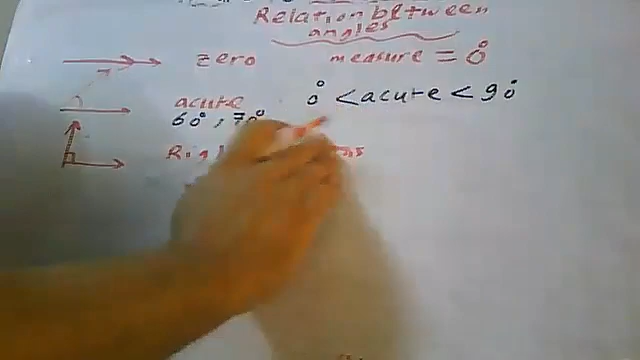 Relation between
angles
zero measure = 0°
acute 0° < acute < 90°
60°, 70°